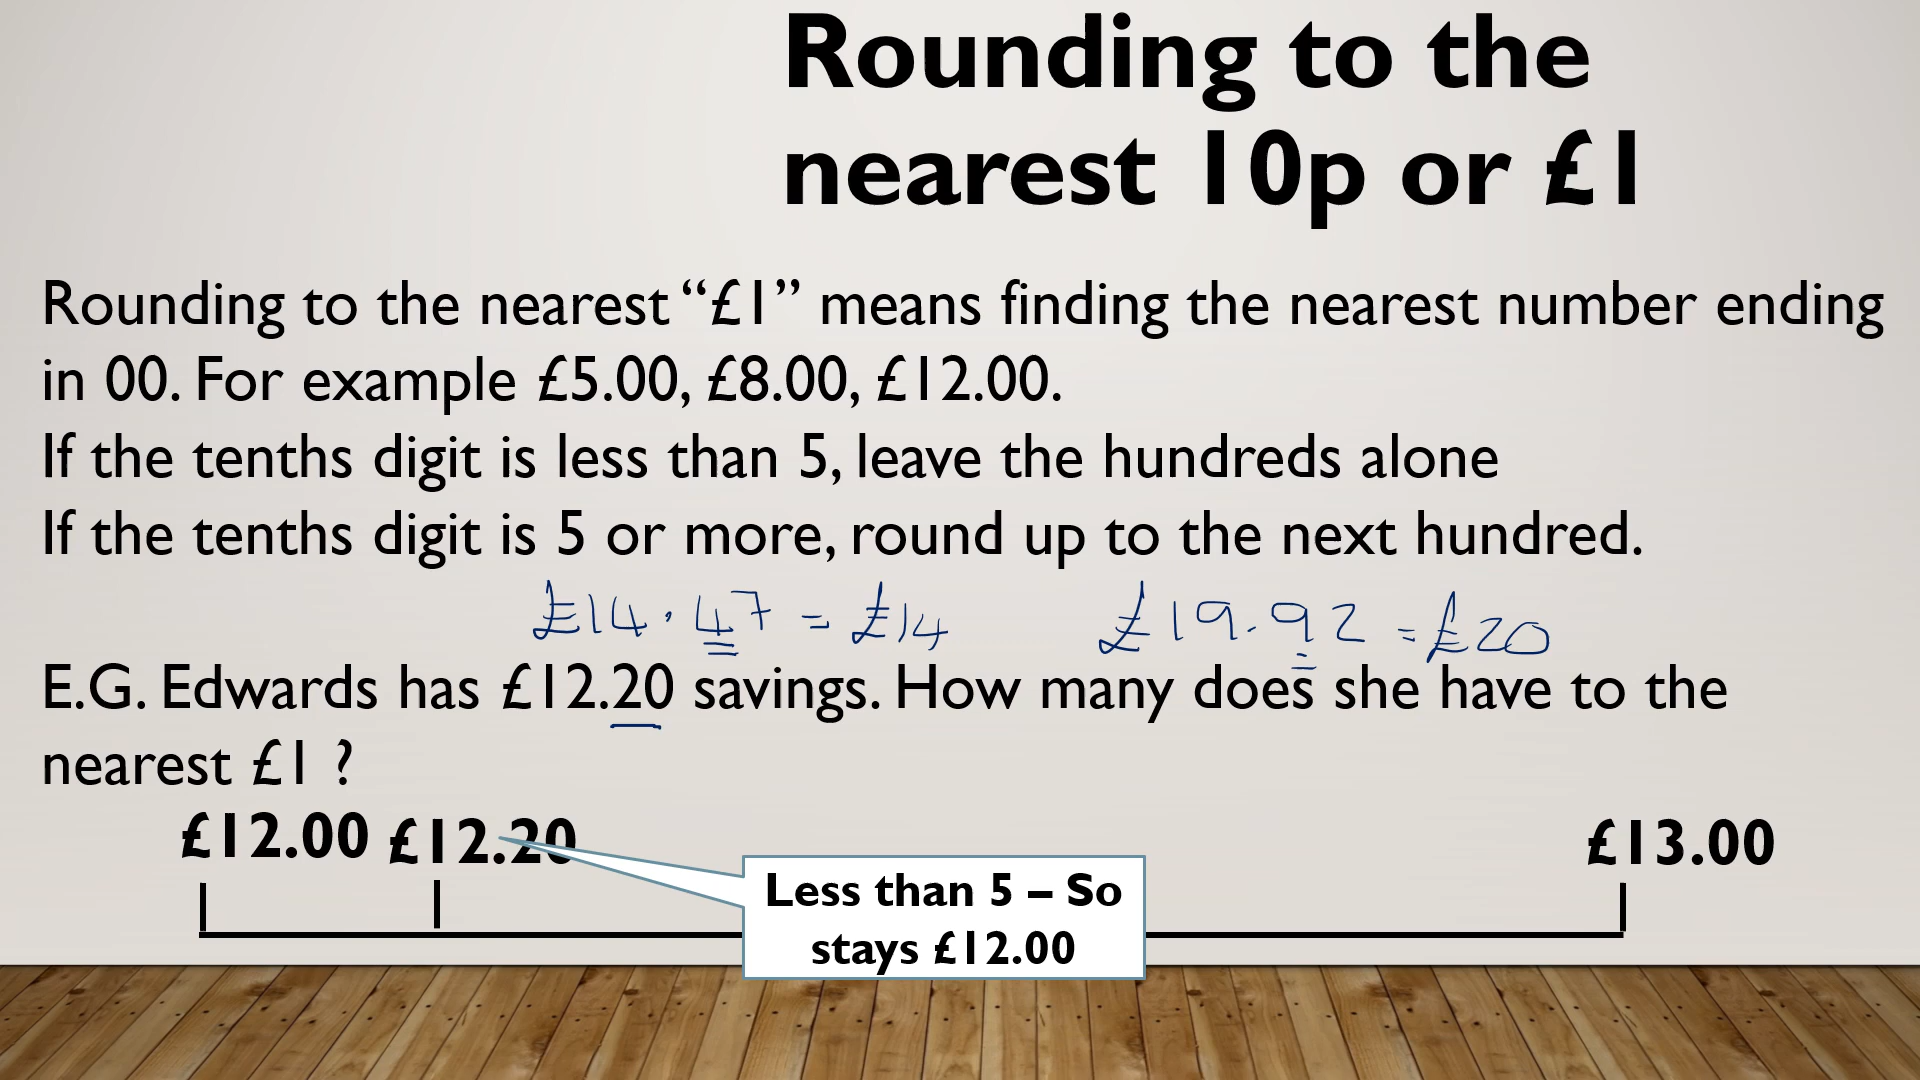 Rounding to the
nearest 10p or £1
Rounding to the nearest “£1” means finding the nearest number ending
in 00. For example £5.00, £8.00, £12.00.
If the tenths digit is less than 5, leave the hundreds alone
If the tenths digit is 5 or more, round up to the next hundred.
£14.47 = £14 £19.92 = £20
E.G. Edwards has £12.20 savings. How many does she have to the
nearest £1 ?
£12.00 £12.20 £13.00
Less than 5 – So
stays £12.00